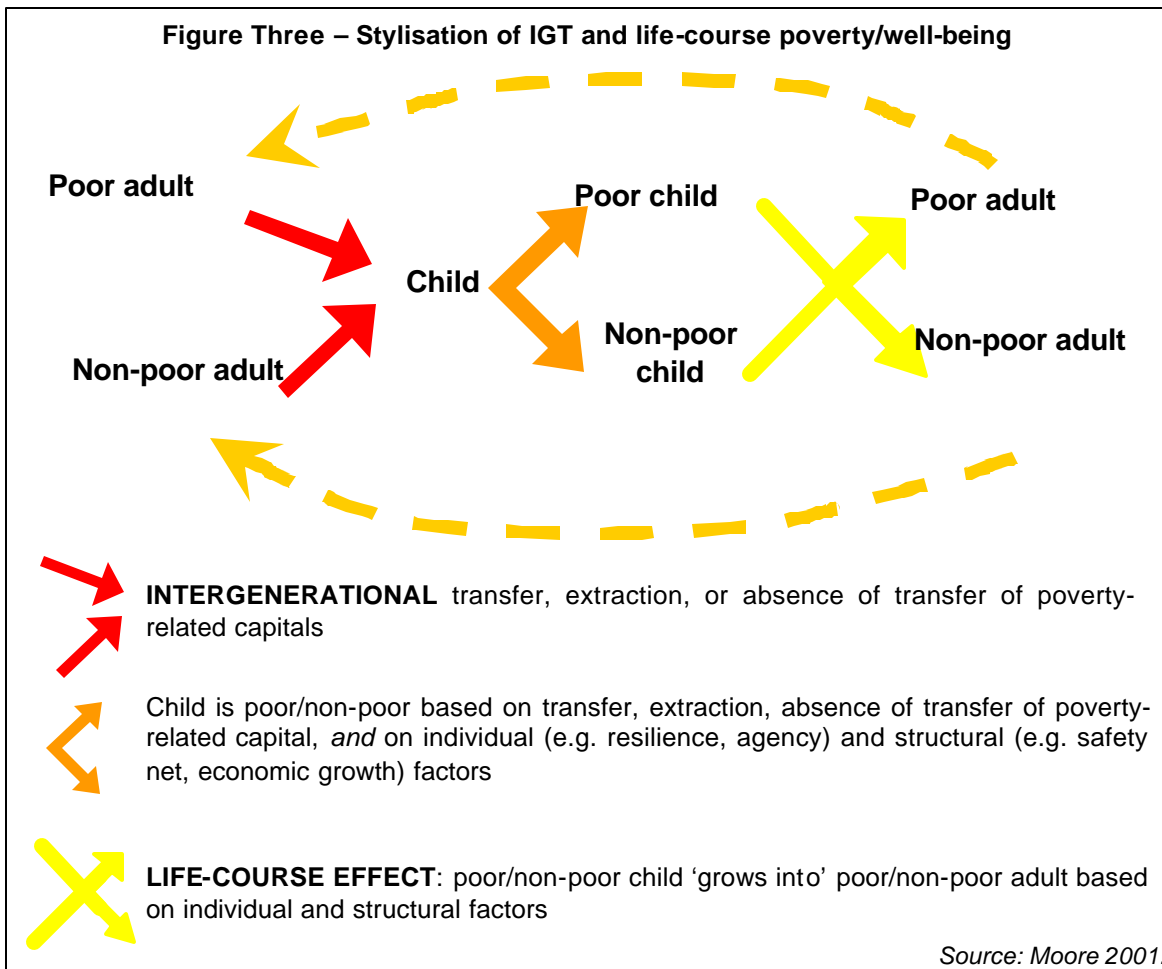 Figure Three – Stylisation of IGT and life-course poverty/well-being
Poor adult
Poor child
Poor adult
Child
Non-poor adult
Non-poor
child
Non-poor adult
INTERGENERATIONAL transfer, extraction, or absence of transfer of poverty-
related capitals
Child is poor/non-poor based on transfer, extraction, absence of transfer of poverty-
related capital, and on individual (e.g. resilience, agency) and structural (e.g. safety
net, economic growth) factors
LIFE-COURSE EFFECT: poor/non-poor child ‘grows into’ poor/non-poor adult based
on individual and structural factors
Source: Moore 2001.